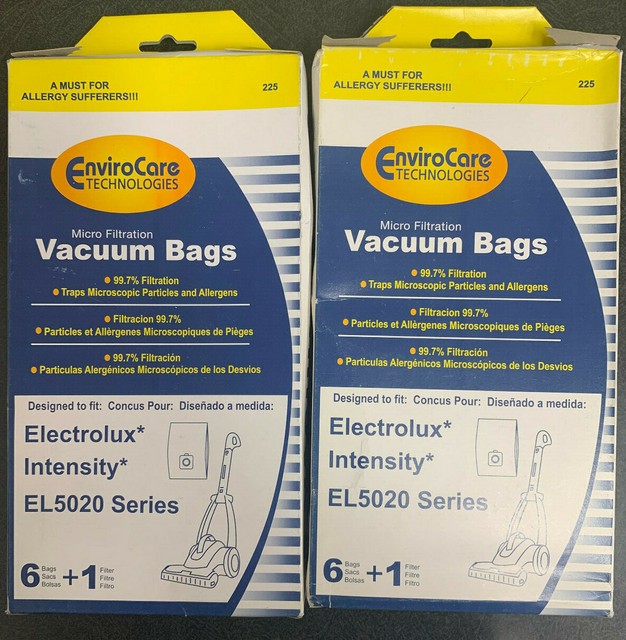 A MUST FOR
ALLERGY SUFFERERS!!!
225
EnviroCare
TECHNOLOGIES
Micro Filtration
Vacuum Bags
99.7% Filtration
Traps Microscopic Particles and Allergens
Filtracion 99.7%
Particles et Allèrgenes Microscopiques de Pièges
99.7% Filtración
Particulas Alergénicos Microscópicos de los Desvios
Designed to fit: Concus Pour: Diseñado a medida:
Electrolux*
Intensity*
EL5020 Series
6 Bags Sacs Bolsas +1 Filter Filtre Filtro
A MUST FOR
ALLERGY SUFFERERS!!!
225
EnviroCare
TECHNOLOGIES
Micro Filtration
Vacuum Bags
99.7% Filtration
Traps Microscopic Particles and Allergens
Filtracion 99.7%
Particles et Allèrgenes Microscopiques de Pièges
99.7% Filtración
Particulas Alergénicos Microscópicos de los Desvios
Designed to fit: Concus Pour: Diseñado a medida:
Electrolux*
Intensity*
EL5020 Series
6 Bags Sacs Bolsas +1 Filter Filtre Filtro